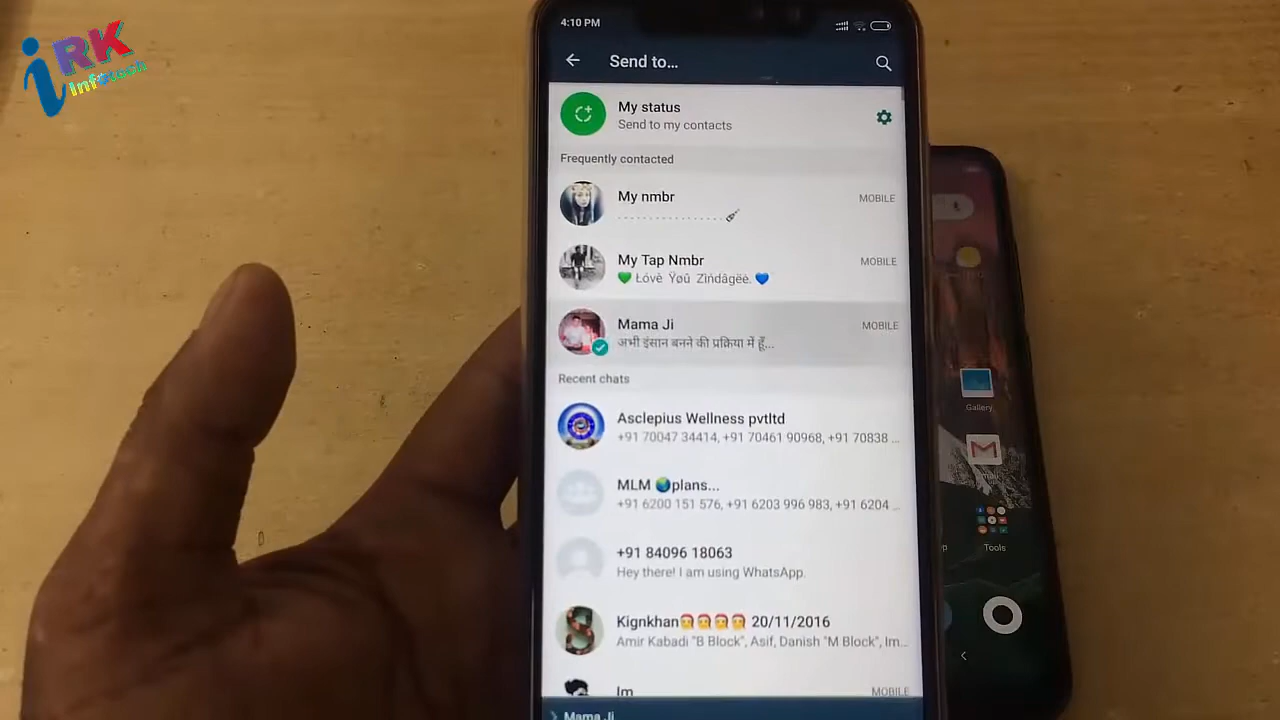 iRK
Infotech
4:10 PM
Send to...
My status
Send to my contacts
Frequently contacted
My nmbr
MOBILE
My Tap Nmbr
MOBILE
Łóvē Ÿøû Zìńdâgëē.
Mama Ji
MOBILE
अभी इंसान बनने की प्रक्रिया में हूँ...
Recent chats
Asclepius Wellness pvtltd
+91 70047 34414, +91 70461 90968, +91 70838 ...
MLM 🌏plans...
+91 6200 151 576, +91 6203 996 983, +91 6204 ...
+91 84096 18063
Hey there! I am using WhatsApp.
Kignkhan 20/11/2016
Amir Kabadi "B Block", Asif, Danish "M Block", Im...
Im
MOBILE
Mama Ji
Gallery
Tools